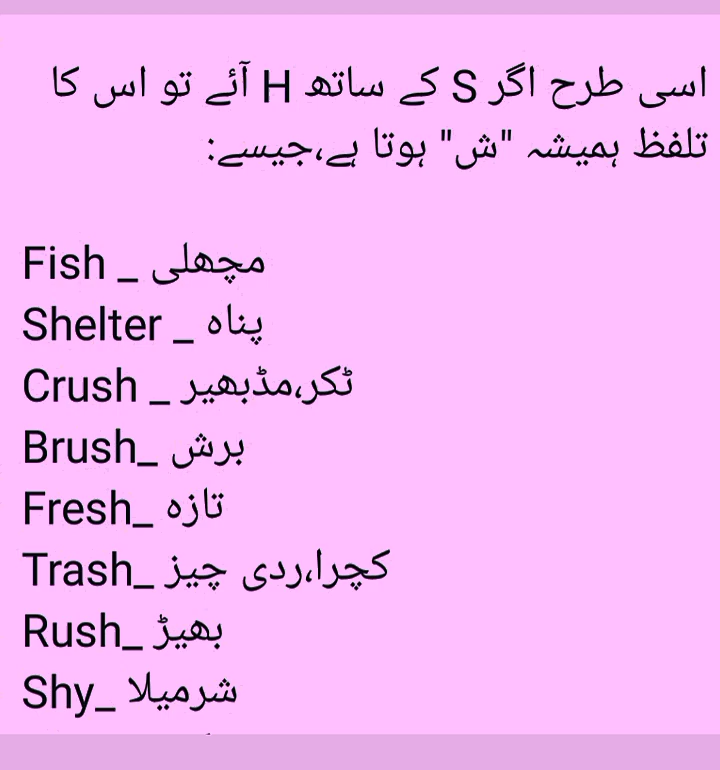 اسی طرح اگر S کے ساتھ H آئے تو اس کا
تلفظ ہمیشہ "ش" ہوتا ہے،جیسے:
Fish _ مچھلی
Shelter _ پناہ
Crush _ ٹکر،مڈبھیر
Brush_ برش
Fresh_ تازہ
Trash_ کچرا،ردی چیز
Rush_ بھیڑ
Shy_ شرمیلا